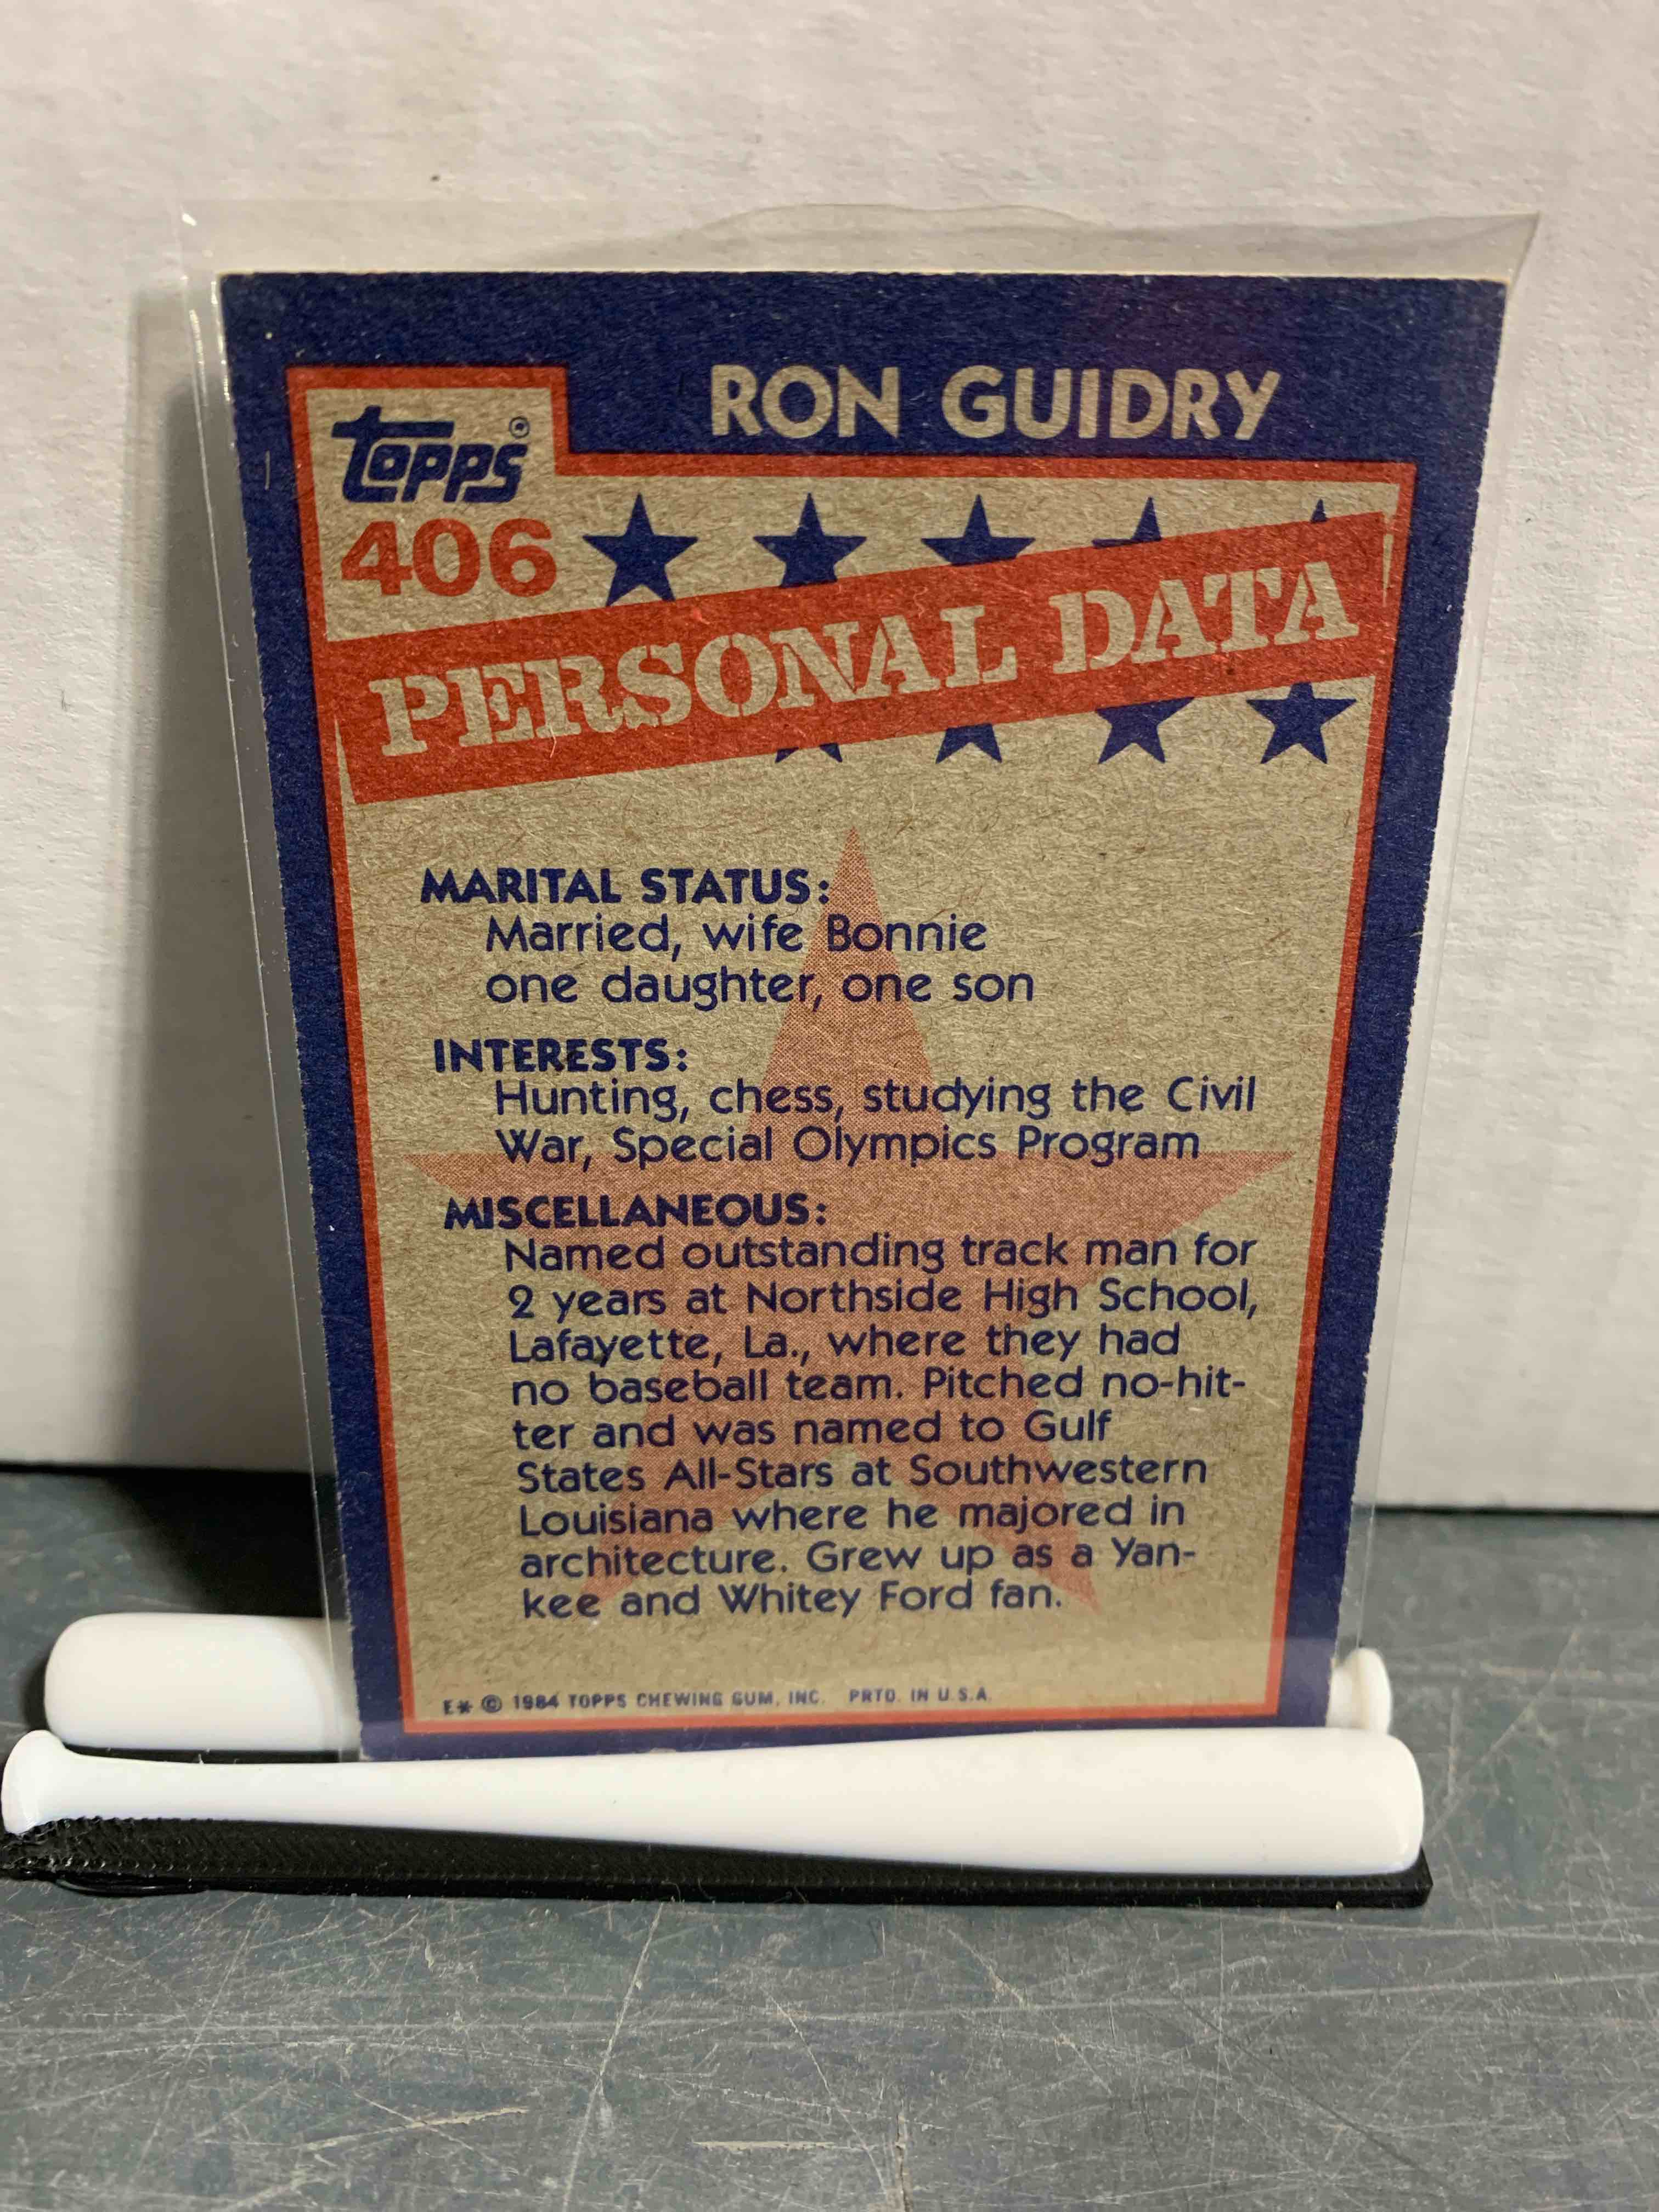 RON GUIDRY
TOPPS®
406
PERSONAL DATA
MARITAL STATUS:
Married, wife Bonnie
one daughter, one son
INTERESTS:
Hunting, chess, studying the Civil
War, Special Olympics Program
MISCELLANEOUS:
Named outstanding track man for
2 years at Northside High School,
Lafayette, La., where they had
no baseball team. Pitched no-hit-
ter and was named to Gulf
States All-Stars at Southwestern
Louisiana where he majored in
architecture. Grew up as a Yan-
kee and Whitey Ford fan.
E* © 1984 TOPPS CHEWING GUM, INC. PRTD. IN U.S.A.